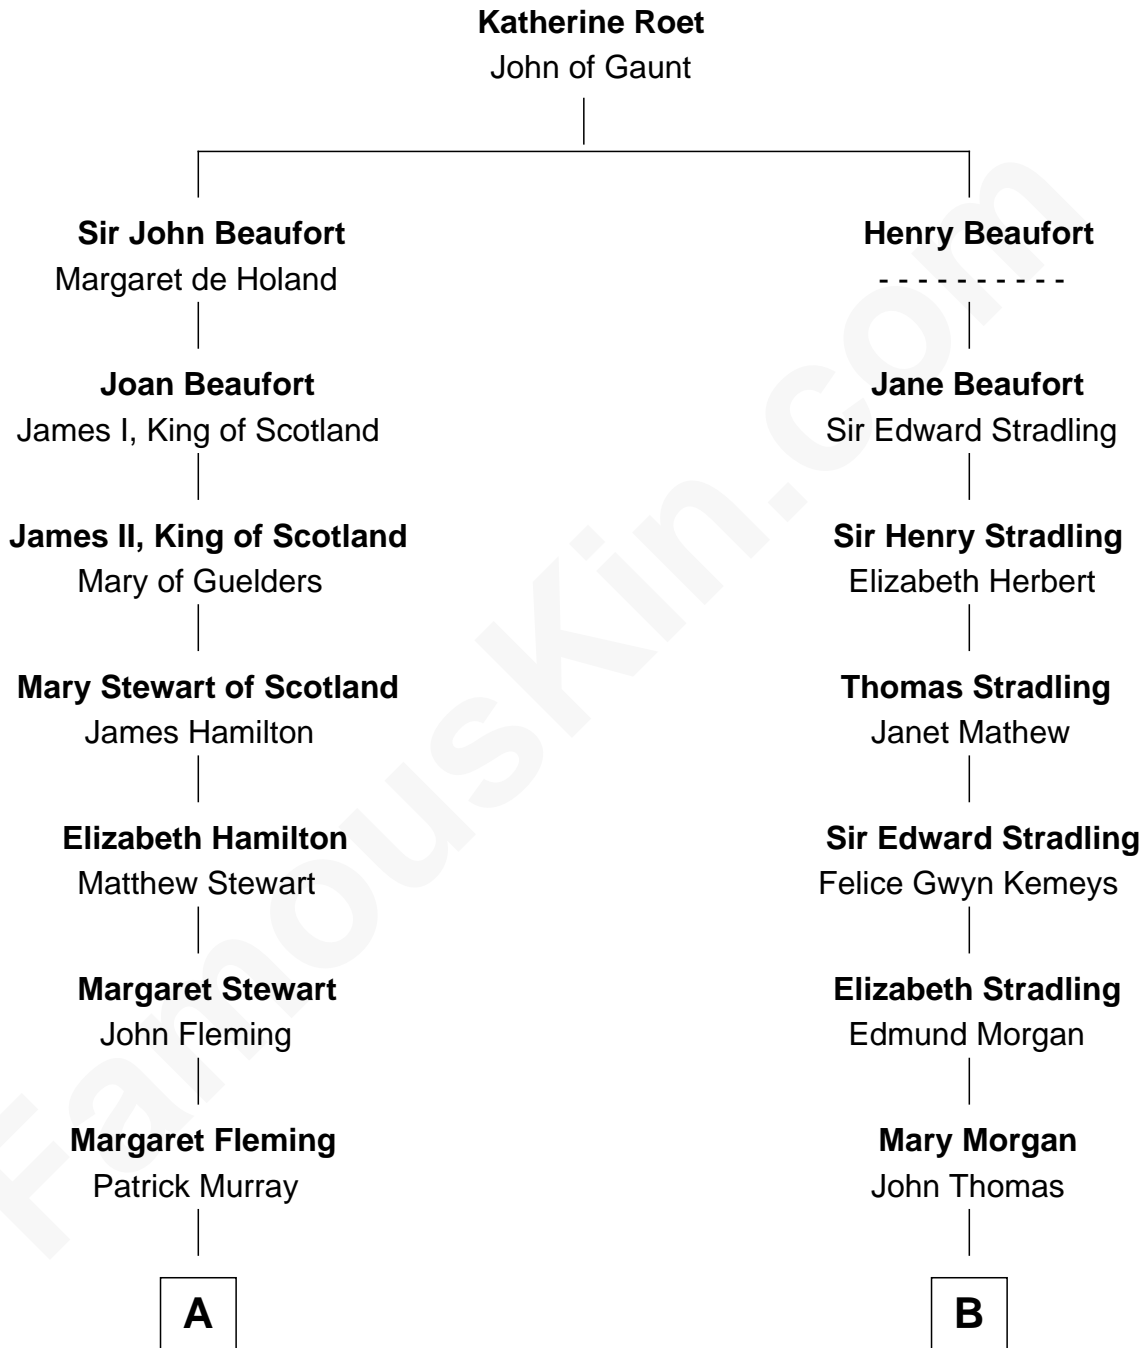 Katherine Roet
John of Gaunt
Sir John Beaufort
Margaret de Holand
Joan Beaufort
James I, King of Scotland
James II, King of Scotland
Mary of Guelders
Mary Stewart of Scotland
James Hamilton
Elizabeth Hamilton
Matthew Stewart
Margaret Stewart
John Fleming
Margaret Fleming
Patrick Murray
A
Henry Beaufort
- - - - - - - - - -
Jane Beaufort
Sir Edward Stradling
Sir Henry Stradling
Elizabeth Herbert
Thomas Stradling
Janet Mathew
Sir Edward Stradling
Felice Gwyn Kemeys
Elizabeth Stradling
Edmund Morgan
Mary Morgan
John Thomas
B
FamousKin.com